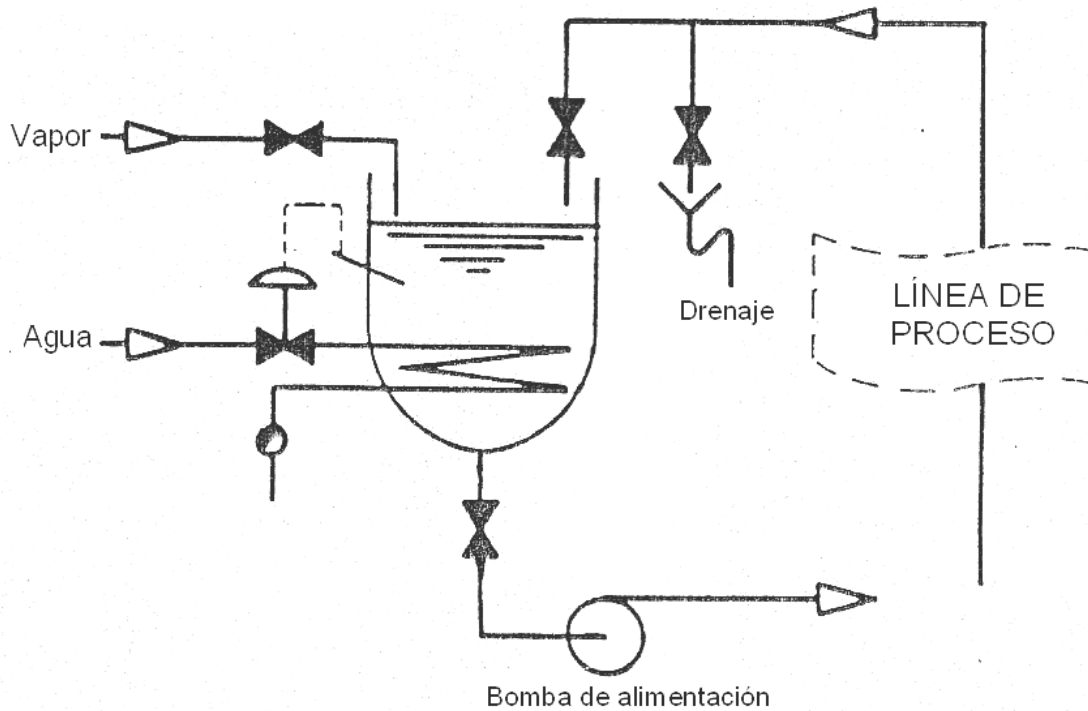 Vapor
Agua
Drenaje
LÍNEA DE
PROCESO
Bomba de alimentación